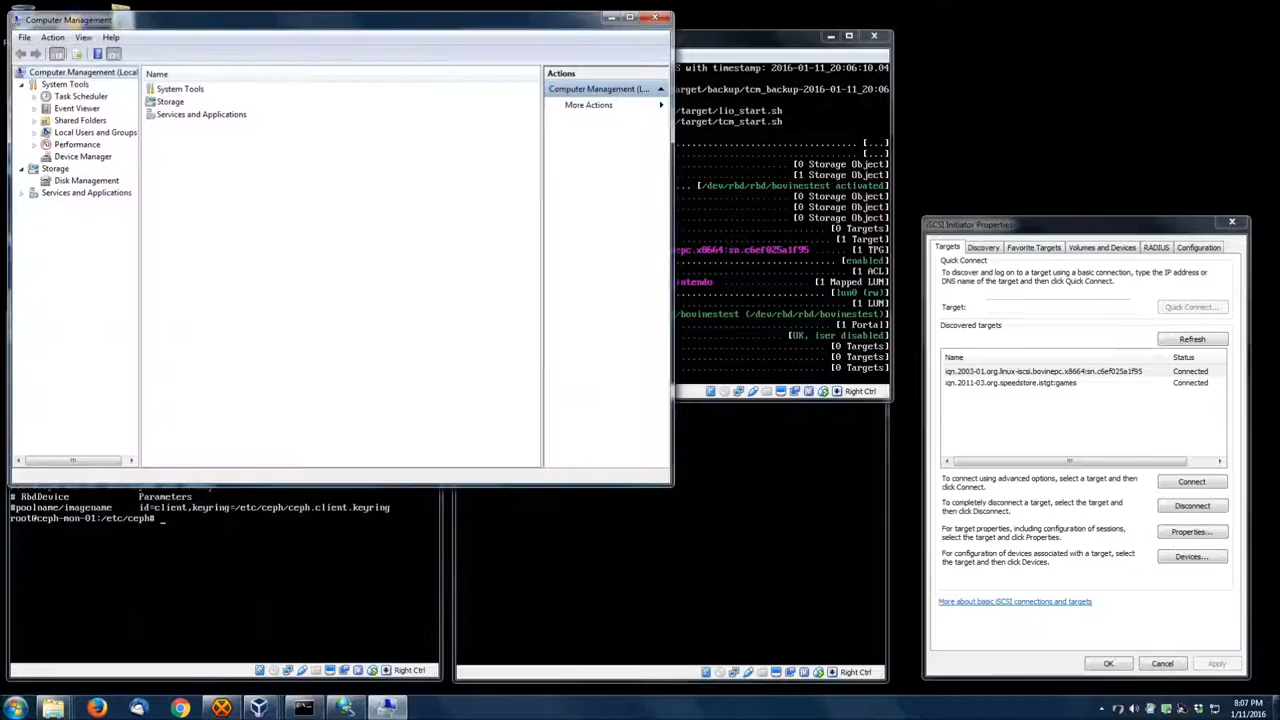 Computer Management
File Action View Help
Computer Management (Local
System Tools
Task Scheduler
Event Viewer
Shared Folders
Local Users and Groups
Performance
Device Manager
Storage
Disk Management
Services and Applications
Name
System Tools
Storage
Services and Applications
Actions
Computer Management (L...
More Actions
S with timestamp: 2016-01-11_20:06:10.04
arget/backup/tcm_backup-2016-01-11_20:06
/target/lio_start.sh
/target/tcm_start.sh
[...]
[...]
[0 Storage Object]
[1 Storage Object]
... [/dev/rbd/rbd/bovinestest activated]
[0 Storage Object]
[0 Storage Object]
[0 Storage Object]
[0 Targets]
[1 Target]
epc.x8664:sn.c6ef025a1f95 [1 TPG]
[enabled]
[1 ACL]
intendo [1 Mapped LUN]
[lun0 (rw)]
[1 LUN]
/bovinestest (/dev/rbd/rbd/bovinestest)]
[1 Portal]
[OK, iser disabled]
[0 Targets]
[0 Targets]
[0 Targets]
Right Ctrl
# RbdDevice Parameters
#poolname/imagename id=client,keyring=/etc/ceph/ceph.client.keyring
root@ceph-mon-01:/etc/ceph# _
Right Ctrl
Right Ctrl
iSCSI Initiator Properties
Targets Discovery Favorite Targets Volumes and Devices RADIUS Configuration
Quick Connect
To discover and log on to a target using a basic connection, type the IP address or
DNS name of the target and then click Quick Connect.
Target: Quick Connect...
Discovered targets
Refresh
Name Status
iqn.2003-01.org.linux-iscsi.bovinepc.x8664:sn.c6ef025a1f95 Connected
iqn.2011-03.org.speedstore.istgt:games Connected
To connect using advanced options, select a target and then
click Connect.
Connect
To completely disconnect a target, select the target and
then click Disconnect.
Disconnect
For target properties, including configuration of sessions,
select the target and click Properties.
Properties...
For configuration of devices associated with a target, select
the target and then click Devices.
Devices...
More about basic iSCSI connections and targets
OK Cancel Apply
8:07 PM
1/11/2016